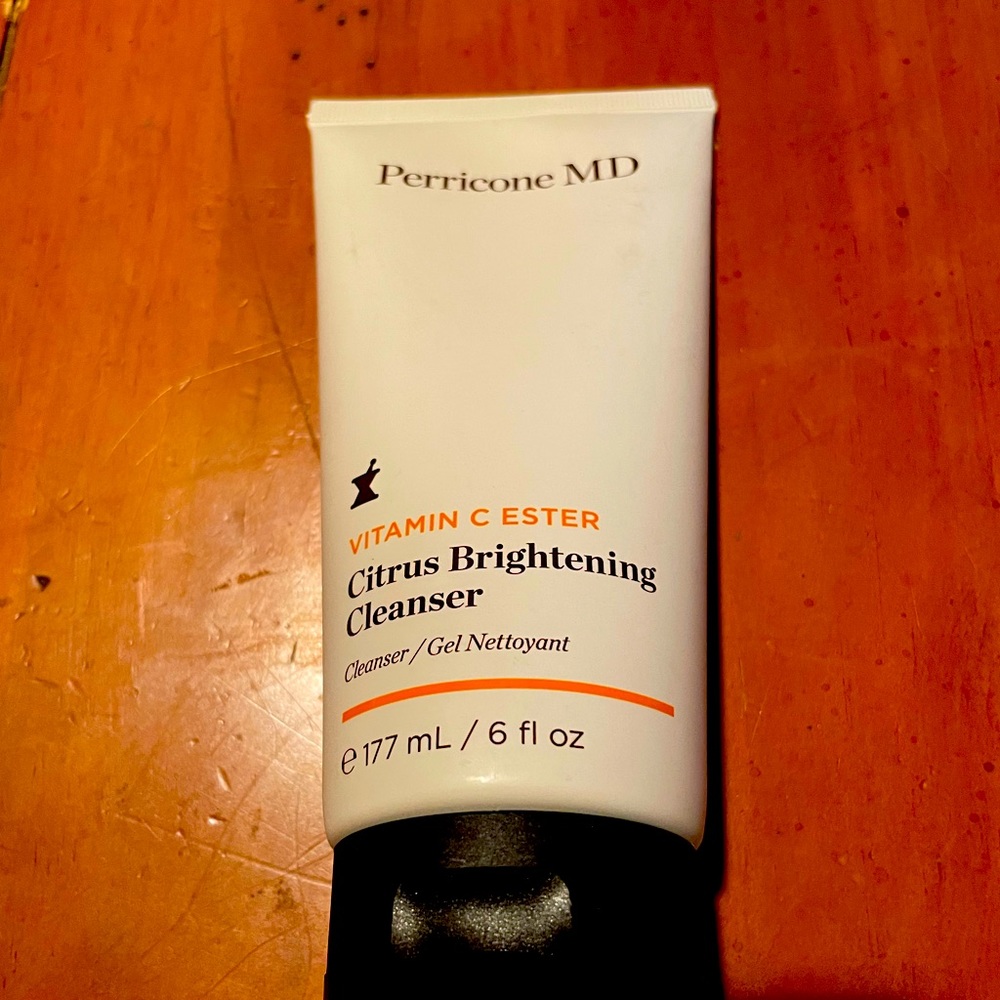 Perricone MD
VITAMIN C ESTER
Citrus Brightening
Cleanser
Cleanser / Gel Nettoyant
℮ 177 mL / 6 fl oz